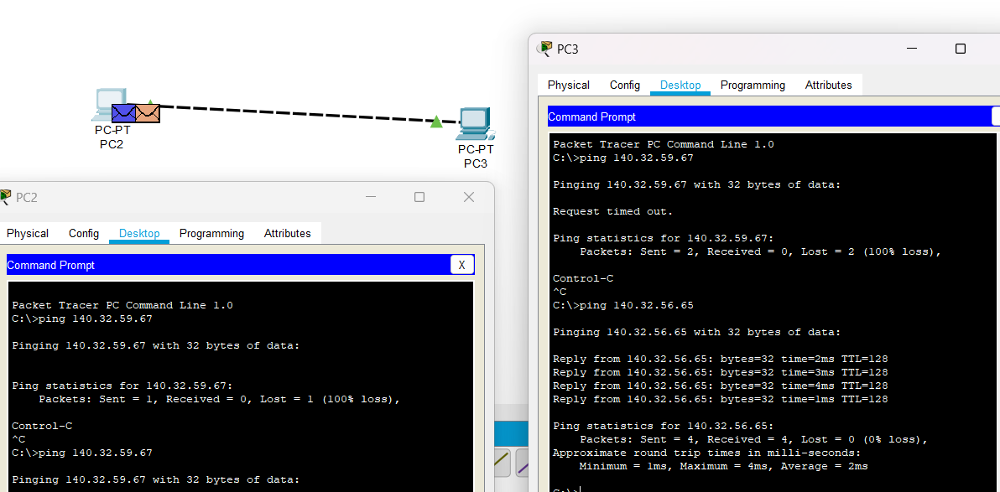 PC-PT
PC2
PC-PT
PC3
PC2
Physical Config Desktop Programming Attributes
Command Prompt
X
Packet Tracer PC Command Line 1.0
C:\>ping 140.32.59.67
Pinging 140.32.59.67 with 32 bytes of data:
Ping statistics for 140.32.59.67:
Packets: Sent = 1, Received = 0, Lost = 1 (100% loss),
Control-C
^C
C:\>ping 140.32.59.67
Pinging 140.32.59.67 with 32 bytes of data:
PC3
Physical Config Desktop Programming Attributes
Command Prompt
Packet Tracer PC Command Line 1.0
C:\>ping 140.32.59.67
Pinging 140.32.59.67 with 32 bytes of data:
Request timed out.
Ping statistics for 140.32.59.67:
Packets: Sent = 2, Received = 0, Lost = 2 (100% loss),
Control-C
^C
C:\>ping 140.32.56.65
Pinging 140.32.56.65 with 32 bytes of data:
Reply from 140.32.56.65: bytes=32 time=2ms TTL=128
Reply from 140.32.56.65: bytes=32 time=3ms TTL=128
Reply from 140.32.56.65: bytes=32 time=4ms TTL=128
Reply from 140.32.56.65: bytes=32 time=1ms TTL=128
Ping statistics for 140.32.56.65:
Packets: Sent = 4, Received = 4, Lost = 0 (0% loss),
Approximate round trip times in milli-seconds:
Minimum = 1ms, Maximum = 4ms, Average = 2ms
C:\>